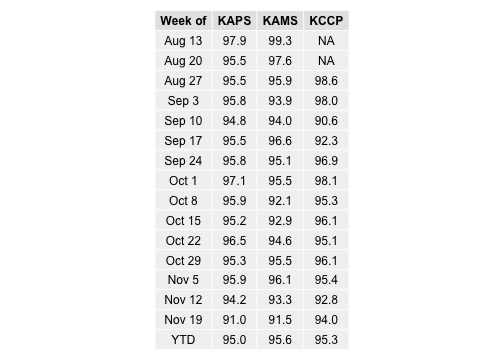 Week of KAPS KAMS KCCP
Aug 13 97.9 99.3 NA
Aug 20 95.5 97.6 NA
Aug 27 95.5 95.9 98.6
Sep 3 95.8 93.9 98.0
Sep 10 94.8 94.0 90.6
Sep 17 95.5 96.6 92.3
Sep 24 95.8 95.1 96.9
Oct 1 97.1 95.5 98.1
Oct 8 95.9 92.1 95.3
Oct 15 95.2 92.9 96.1
Oct 22 96.5 94.6 95.1
Oct 29 95.3 95.5 96.1
Nov 5 95.9 96.1 95.4
Nov 12 94.2 93.3 92.8
Nov 19 91.0 91.5 94.0
YTD 95.0 95.6 95.3